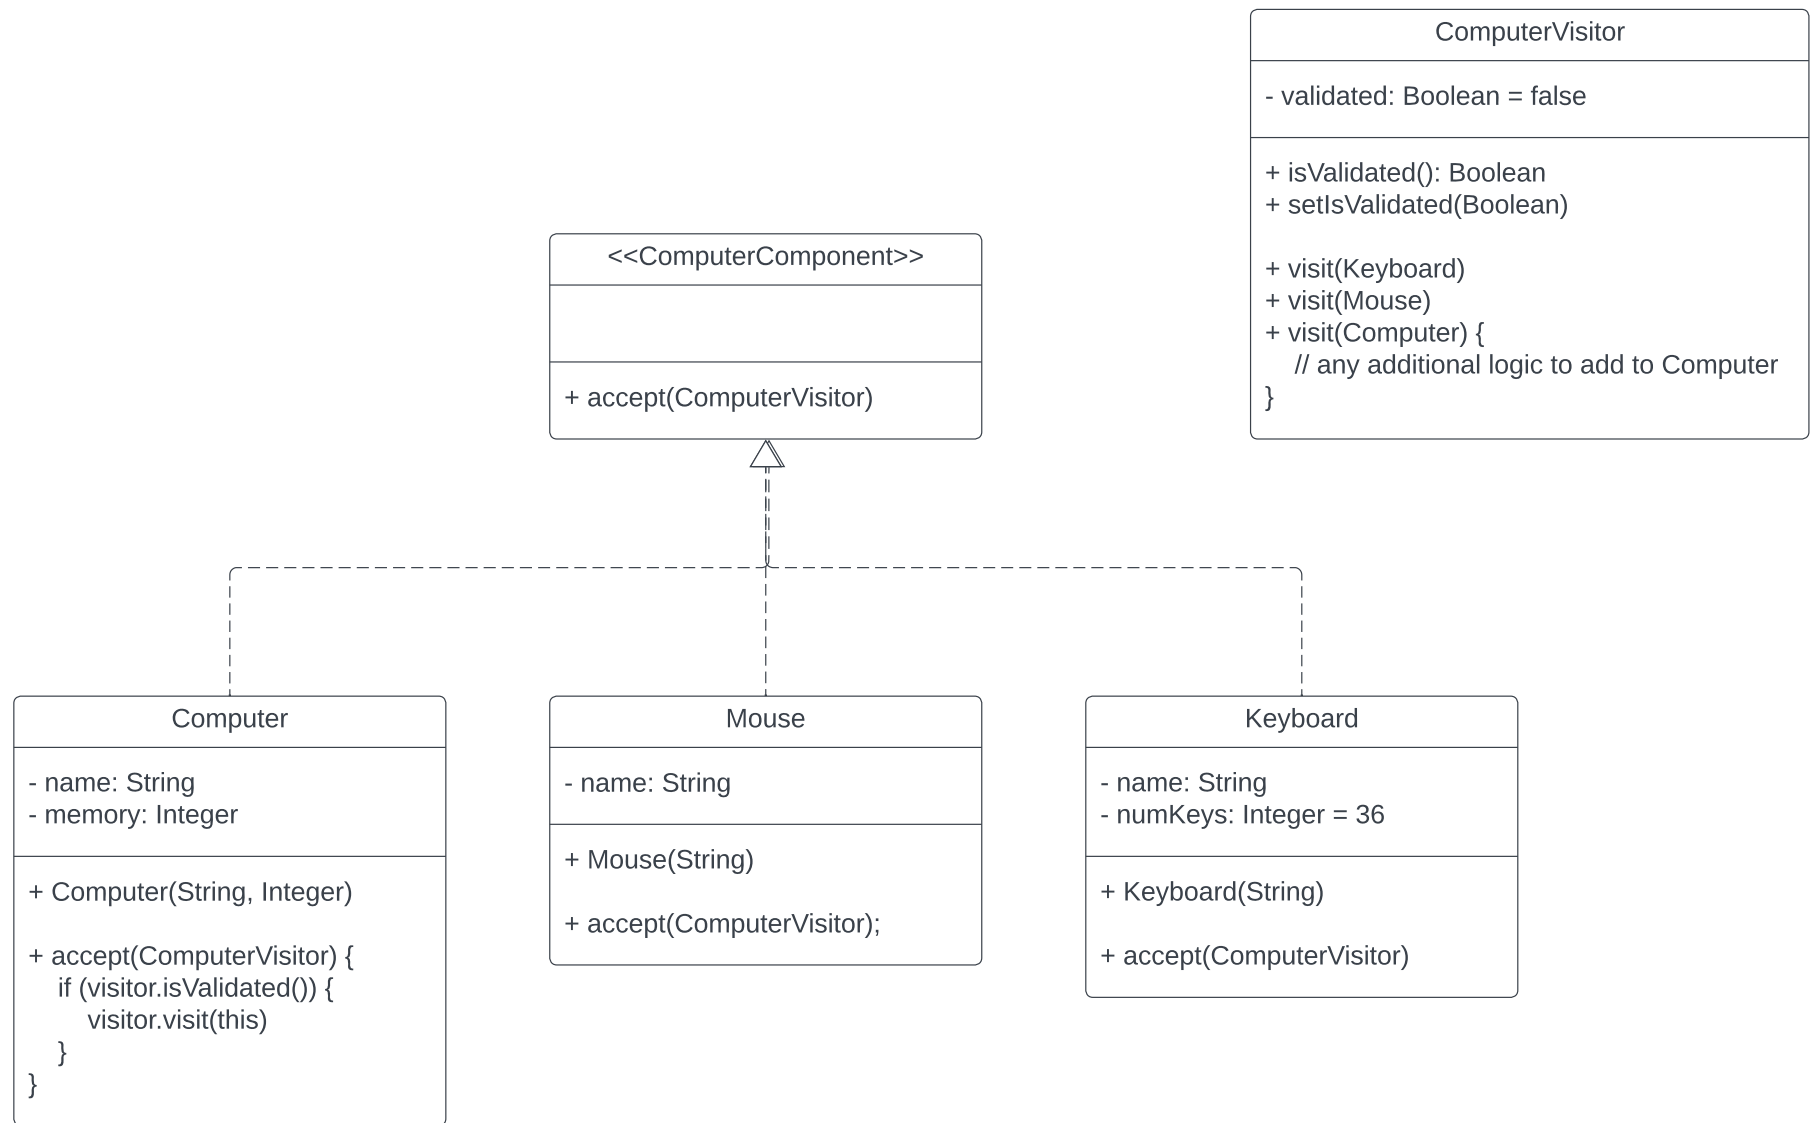 ComputerVisitor
- validated: Boolean = false
+ isValidated(): Boolean
+ setIsValidated(Boolean)
+ visit(Keyboard)
+ visit(Mouse)
+ visit(Computer) {
// any additional logic to add to Computer
}
<<ComputerComponent>>
+ accept(ComputerVisitor)
Computer
- name: String
- memory: Integer
+ Computer(String, Integer)
+ accept(ComputerVisitor) {
if (visitor.isValidated()) {
visitor.visit(this)
}
}
Mouse
- name: String
+ Mouse(String)
+ accept(ComputerVisitor);
Keyboard
- name: String
- numKeys: Integer = 36
+ Keyboard(String)
+ accept(ComputerVisitor)